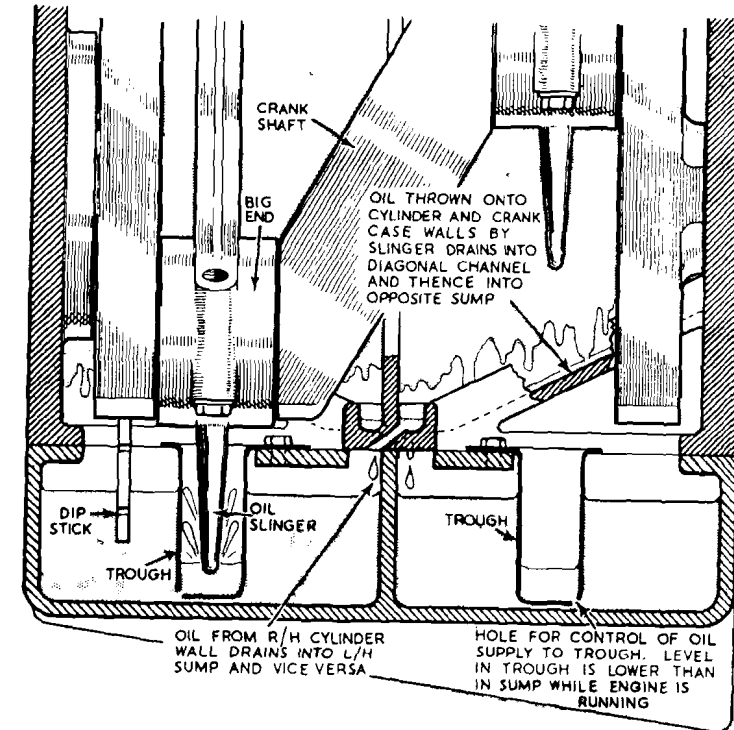 CRANK
SHAFT
BIG
END
OIL THROWN ONTO
CYLINDER AND CRANK
CASE WALLS BY
SLINGER DRAINS INTO
DIAGONAL CHANNEL
AND THENCE INTO
OPPOSITE SUMP
DIP
STICK
OIL
SLINGER
TROUGH
TROUGH
OIL FROM R/H CYLINDER
WALL DRAINS INTO L/H
SUMP AND VICE VERSA
HOLE FOR CONTROL OF OIL
SUPPLY TO TROUGH. LEVEL
IN TROUGH IS LOWER THAN
IN SUMP WHILE ENGINE IS
RUNNING